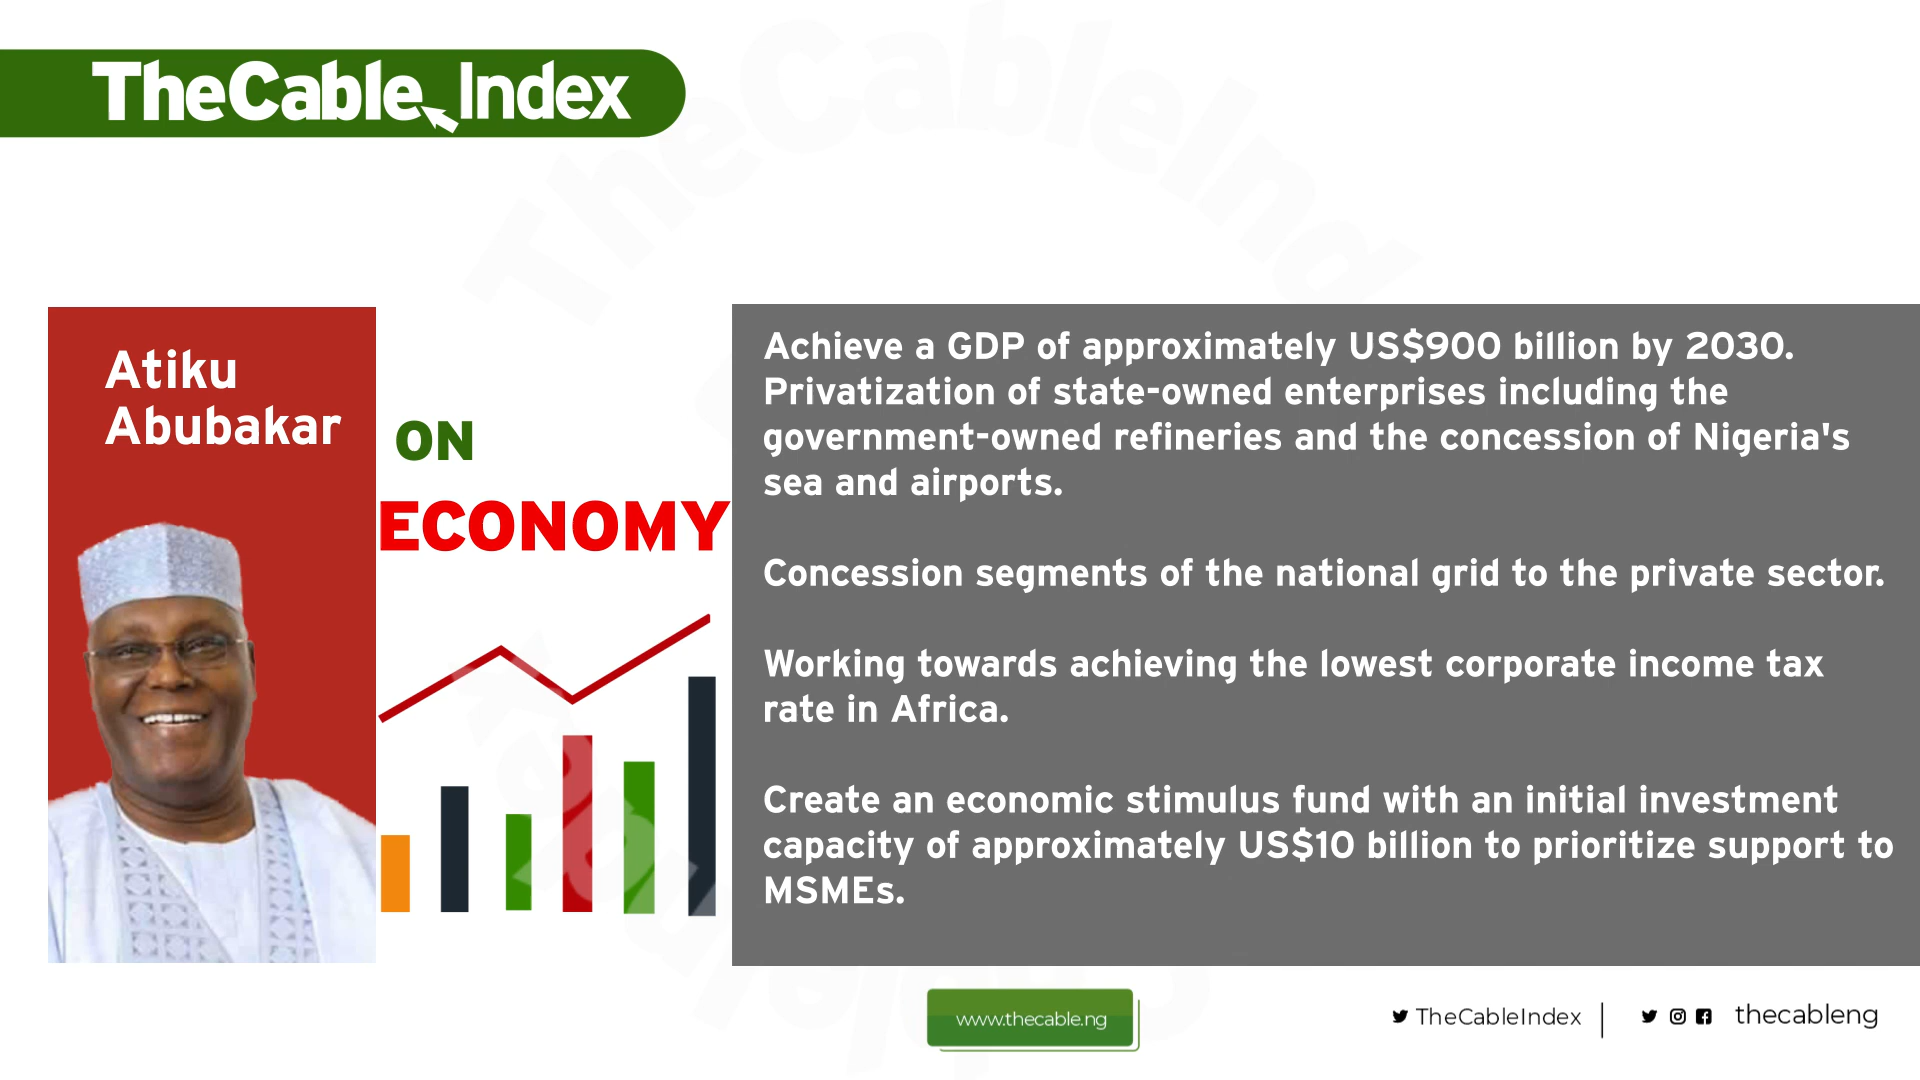 TheCable Index
TheCableInd
Atiku
Abubakar
ON
ECONOMY
Achieve a GDP of approximately US$900 billion by 2030.
Privatization of state-owned enterprises including the
government-owned refineries and the concession of Nigeria's
sea and airports.
Concession segments of the national grid to the private sector.
Working towards achieving the lowest corporate income tax
rate in Africa.
Create an economic stimulus fund with an initial investment
capacity of approximately US$10 billion to prioritize support to
MSMEs.
www.thecable.ng
TheCableIndex
thecableng